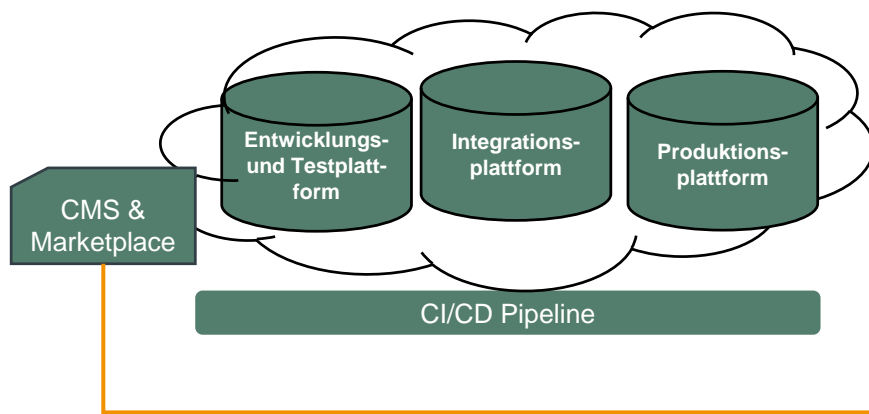 Entwicklungs-
und Testplatt-
form
Integrations-
plattform
Produktions-
plattform
CMS &
Marketplace
CI/CD Pipeline